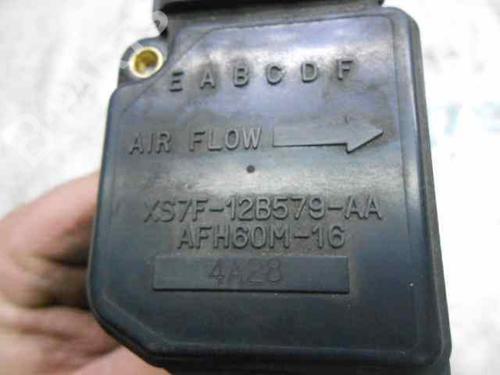 E A B C D F
AIR FLOW
XS7F-12B579-AA
AFH60M-16
4A28